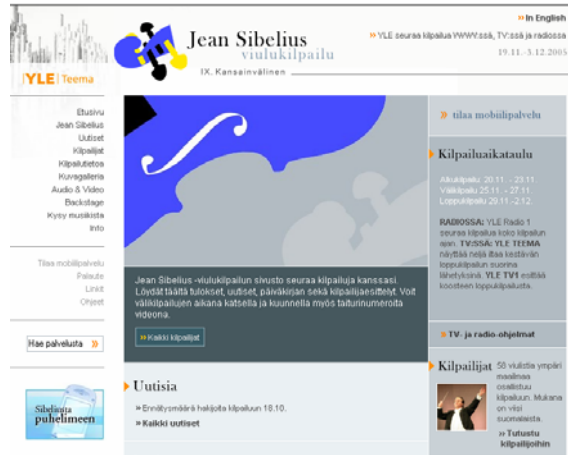 » In English
Jean Sibelius
viulukilpailu
IX. Kansainvälinen
» YLE seuraa kilpailua WWW:ssä, TV:ssä ja radiossa
19.11.-3.12.2005
YLE Teema
Etusivu
Jean Sibelius
Uutiset
Kilpailijat
Kilpailutietoa
Kuvagalleria
Audio & Video
Backstage
Kysy musiikista
Info
Tilaa mobiilipalvelu
Palaute
Linkit
Ohjeet
Hae palvelusta »
Sibeliusta
puhelimeen
Jean Sibelius -viulukilpailun sivusto seuraa kilpailuja kanssasi.
Löydät täältä tulokset, uutiset, päiväkirjan sekä kilpailijaesittelyt. Voit
välikilpailujen aikana katsella ja kuunnella myös taiturinumeroita
videona.
» Kaikki kilpailijat
Uutisia
» Ennätysmäärä hakijoita kilpailuun 18.10.
» Kaikki uutiset
» tilaa mobiilipalvelu
Kilpailuaikataulu
Alkukilpailu 20.11. - 23.11.
Välikilpailu 25.11. - 27.11.
Loppukilpailu 29.11.-2.12.
RADIOSSA: YLE Radio 1
seuraa kilpailua koko kilpailun
ajan. TV:SSÄ: YLE TEEMA
näyttää neljä iltaa kestävän
loppukilpailun suorina
lähetyksinä. YLE TV1 esittää
koosteen loppukilpailusta.
» TV- ja radio-ohjelmat
Kilpailijat
58 viulistia ympäri
maailmaa
osallistuu
kilpailuun. Mukana
on viisi
suomalaista.
» Tutustu
kilpailijoihin